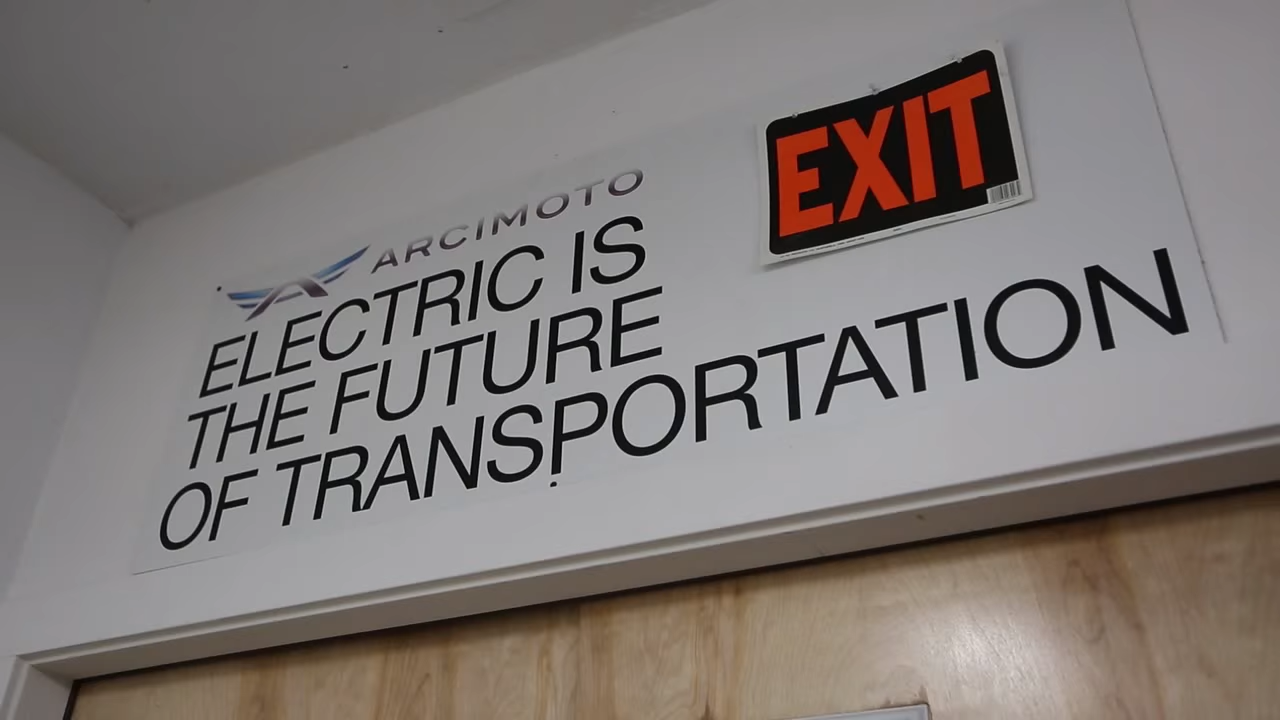 ARCIMOTO
ELECTRIC IS
THE FUTURE
OF TRANSPORTATION
EXIT